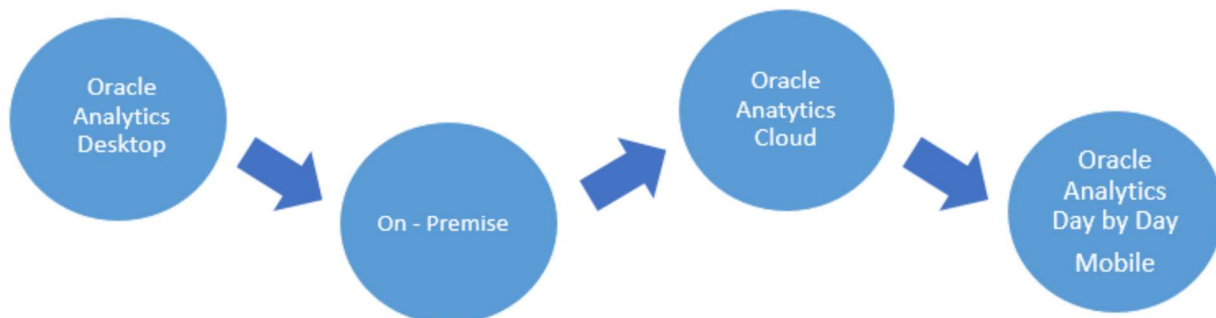 Oracle
Analytics
Desktop
On - Premise
Oracle
Anatytics
Cloud
Oracle
Analytics
Day by Day
Mobile